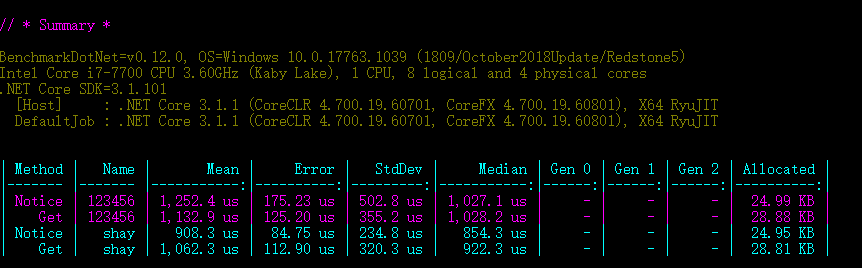 // * Summary *
BenchmarkDotNet=v0.12.0, OS=Windows 10.0.17763.1039 (1809/October2018Update/Redstone5)
Intel Core i7-7700 CPU 3.60GHz (Kaby Lake), 1 CPU, 8 logical and 4 physical cores
.NET Core SDK=3.1.101
[Host]     : .NET Core 3.1.1 (CoreCLR 4.700.19.60701, CoreFX 4.700.19.60801), X64 RyuJIT
DefaultJob : .NET Core 3.1.1 (CoreCLR 4.700.19.60701, CoreFX 4.700.19.60801), X64 RyuJIT
| Method |   Name |       Mean |     Error |   StdDev |     Median | Gen 0 | Gen 1 | Gen 2 | Allocated |
|------- |------- |-----------:|----------:|---------:|-----------:|------:|------:|------:|----------:|
| Notice | 123456 | 1,252.4 us | 175.23 us | 502.8 us | 1,027.1 us |     - |     - |     - |  24.99 KB |
|    Get | 123456 | 1,132.9 us | 125.20 us | 355.2 us | 1,028.2 us |     - |     - |     - |  28.88 KB |
| Notice |   shay |   908.3 us |  84.75 us | 234.8 us |   854.3 us |     - |     - |     - |  24.95 KB |
|    Get |   shay | 1,062.3 us | 112.90 us | 320.3 us |   922.3 us |     - |     - |     - |  28.81 KB |